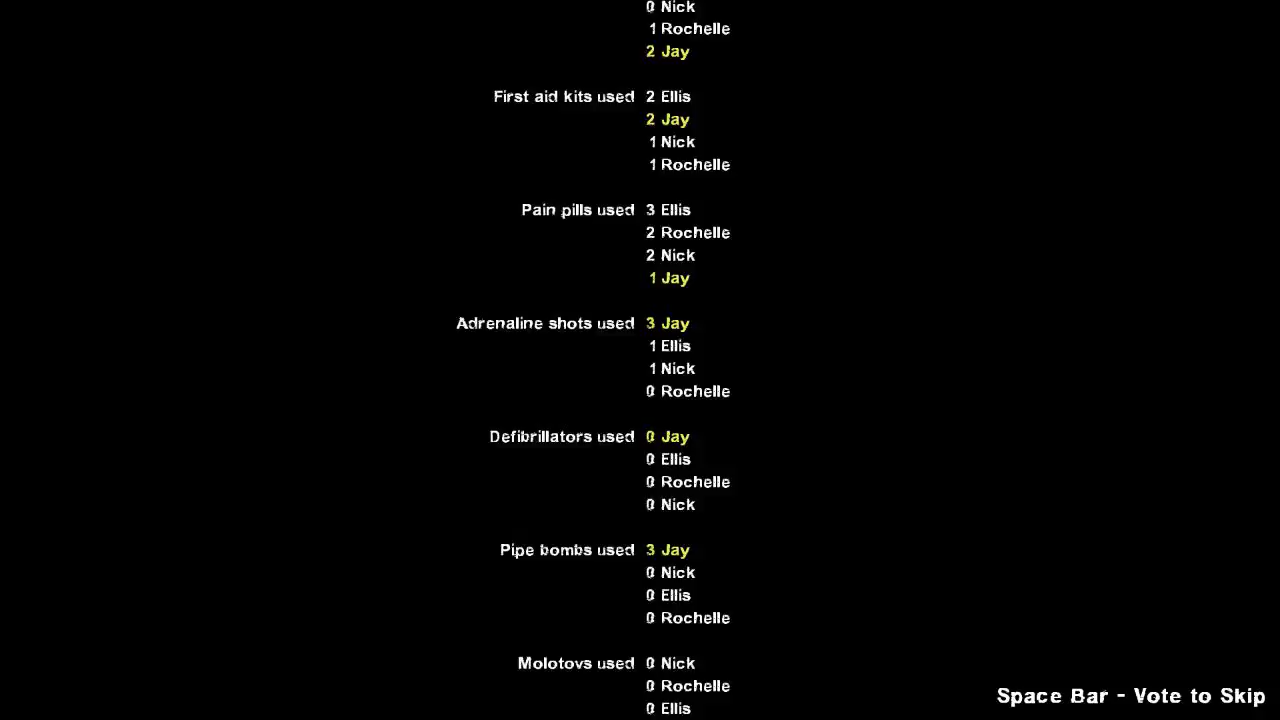 0 Nick
1 Rochelle
2 Jay
First aid kits used 2 Ellis
2 Jay
1 Nick
1 Rochelle
Pain pills used 3 Ellis
2 Rochelle
2 Nick
1 Jay
Adrenaline shots used 3 Jay
1 Ellis
1 Nick
0 Rochelle
Defibrillators used 0 Jay
0 Ellis
0 Rochelle
0 Nick
Pipe bombs used 3 Jay
0 Nick
0 Ellis
0 Rochelle
Molotovs used 0 Nick
0 Rochelle
0 Ellis
Space Bar - Vote to Skip